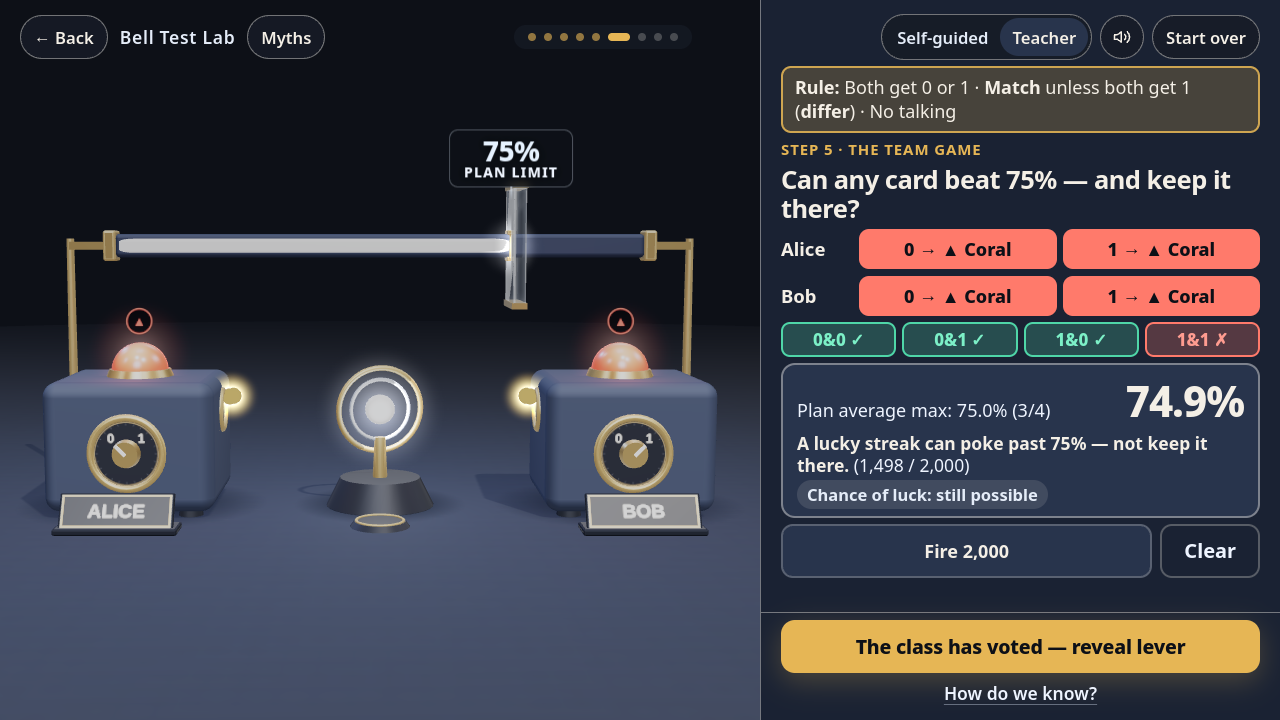 ← Back
Bell Test Lab
Myths
Self-guided
Teacher
Start over
Rule: Both get 0 or 1 · Match unless both get 1
(differ) · No talking
STEP 5 · THE TEAM GAME
Can any card beat 75% — and keep it
there?
Alice
0 → ▲ Coral
1 → ▲ Coral
Bob
0 → ▲ Coral
1 → ▲ Coral
0&0 ✓
0&1 ✓
1&0 ✓
1&1 ✗
Plan average max: 75.0% (3/4)
74.9%
A lucky streak can poke past 75% — not keep it
there. (1,498 / 2,000)
Chance of luck: still possible
Fire 2,000
Clear
The class has voted — reveal lever
How do we know?
75%
PLAN LIMIT
▲
▲
0 1
0 1
ALICE
BOB